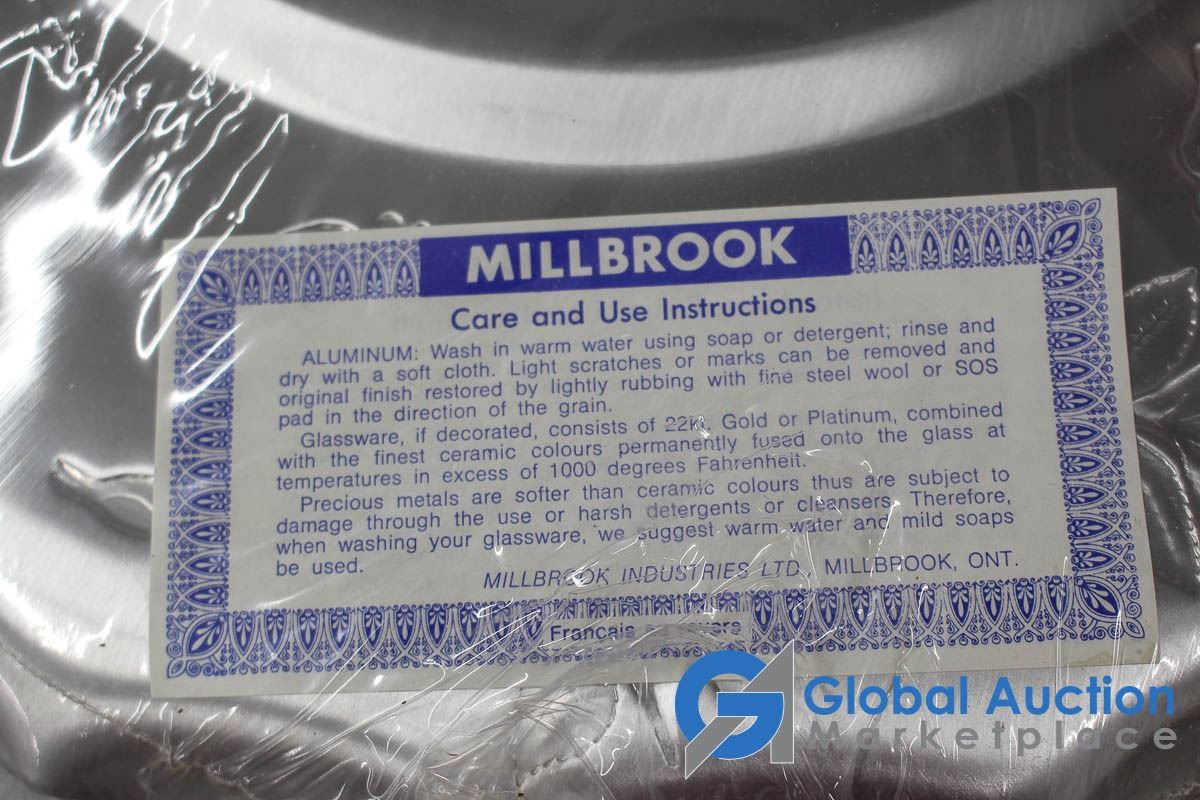 MILLBROOK
Care and Use Instructions
ALUMINUM: Wash in warm water using soap or detergent; rinse and
dry with a soft cloth. Light scratches or marks can be removed and
original finish restored by lightly rubbing with fine steel wool or SOS
pad in the direction of the grain.
Glassware, if decorated, consists of Gold or Platinum, combined
with the finest ceramic colours permanently fused onto the glass at
temperatures in excess of 1000 degrees Fahrenheit.
Precious metals are softer than ceramic colours thus are subject to
damage through the use or harsh detergents or cleansers. Therefore,
when washing your glassware, we suggest warm water and mild soaps
be used.
MILLBROOK INDUSTRIES LTD., MILLBROOK, ONT.
Français au revers
Global Auction
Marketplace